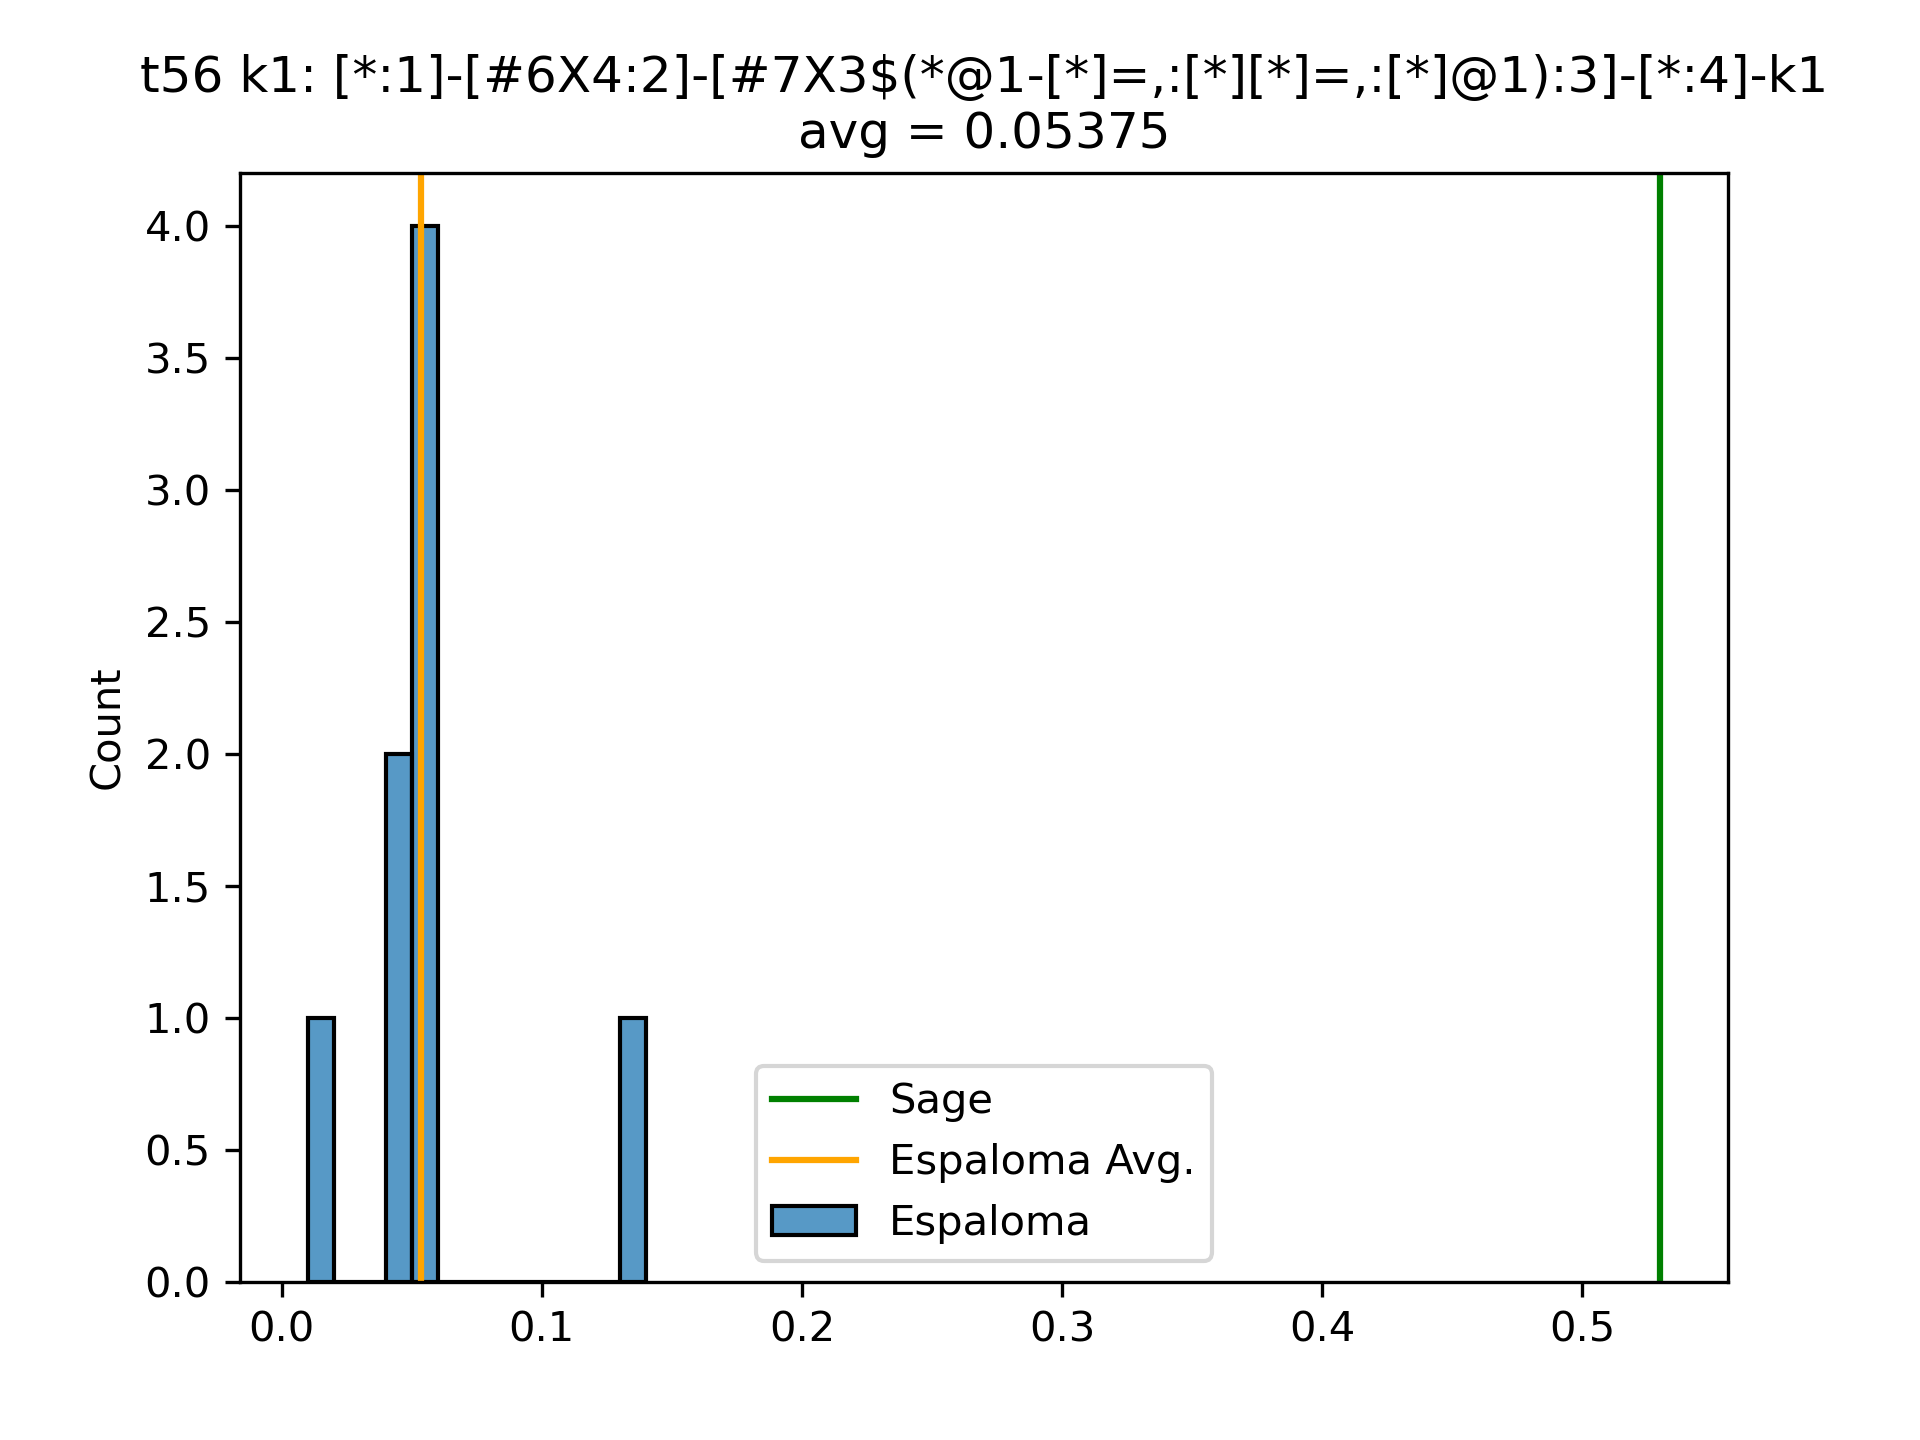 t56 k1: [*:1]-[#6X4:2]-[#7X3$(*@1-[*]=,:[*][*]=,:[*]@1):3]-[*:4]-k1
avg = 0.05375
4.0
3.5
3.0
2.5
2.0
1.5
1.0
0.5
0.0
Count
Sage
Espaloma Avg.
Espaloma
0.0 0.1 0.2 0.3 0.4 0.5